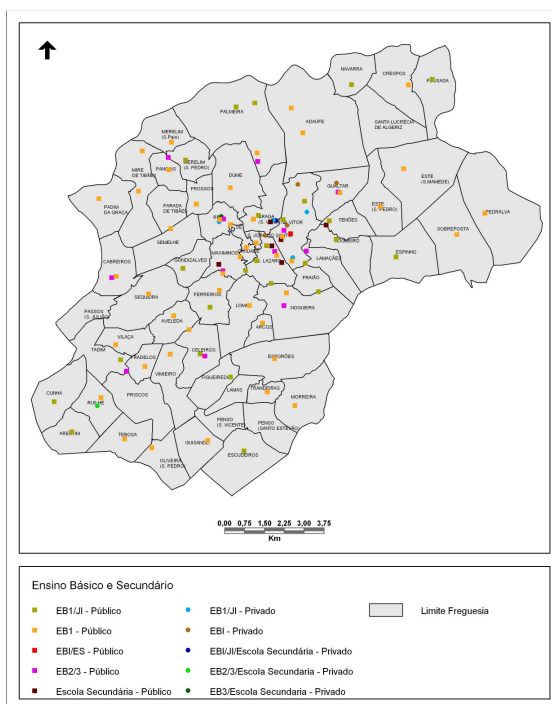 NAVARRA
CRESPOS
POUSADA
PALMEIRA
ADAÚFE
SANTA LUCRÉCIA
DE ALGERIZ
MERELIM
(S.Paio)
MIRE
DE TIBÃES
DUME
GUALTAR
ESTE
(S.MAMEDE)
PADIM
DA GRAÇA
PARADA
DE TIBÃES
FROSSOS
ESTE
(S.PEDRO)
PEDRALVA
TENÕES
SEMELHE
SOBREPOSTA
ESPINHO
CABREIROS
GONDIZALVES
MAXIMINOS
LAMAÇÃES
FRAIÃO
SEQUEIRA
FERREIROS
NOGUEIRA
PASSOS
(S. JULIÃO)
AVELEDA
LOMAR
ARCOS
VILAÇA
TADIM
FRADELOS
CELEIRÓS
ESPORÕES
VIMIEIRO
FIGUEIREDO
LAMAS
TRANDEIRAS
CUNHA
RUILHE
PRISCOS
MORREIRA
PENSO
(S. VICENTE)
PENSO
(SANTO ESTEVÃO)
ARENTIM
TEBOSA
GUISANDE
OLIVEIRA
(S. PEDRO)
ESCUDEIROS
0,00 0,75 1,50 2,25 3,00 3,75
Km
Ensino Básico e Secundário
EB1/JI - Público
EB1/JI - Privado
Limite Freguesia
EB1 - Público
EBI - Privado
EBI/ES - Público
EBI/JI/Escola Secundária - Privado
EB2/3 - Público
EB2/3/Escola Secundaria - Privado
Escola Secundária - Público
EB3/Escola Secundaria - Privado